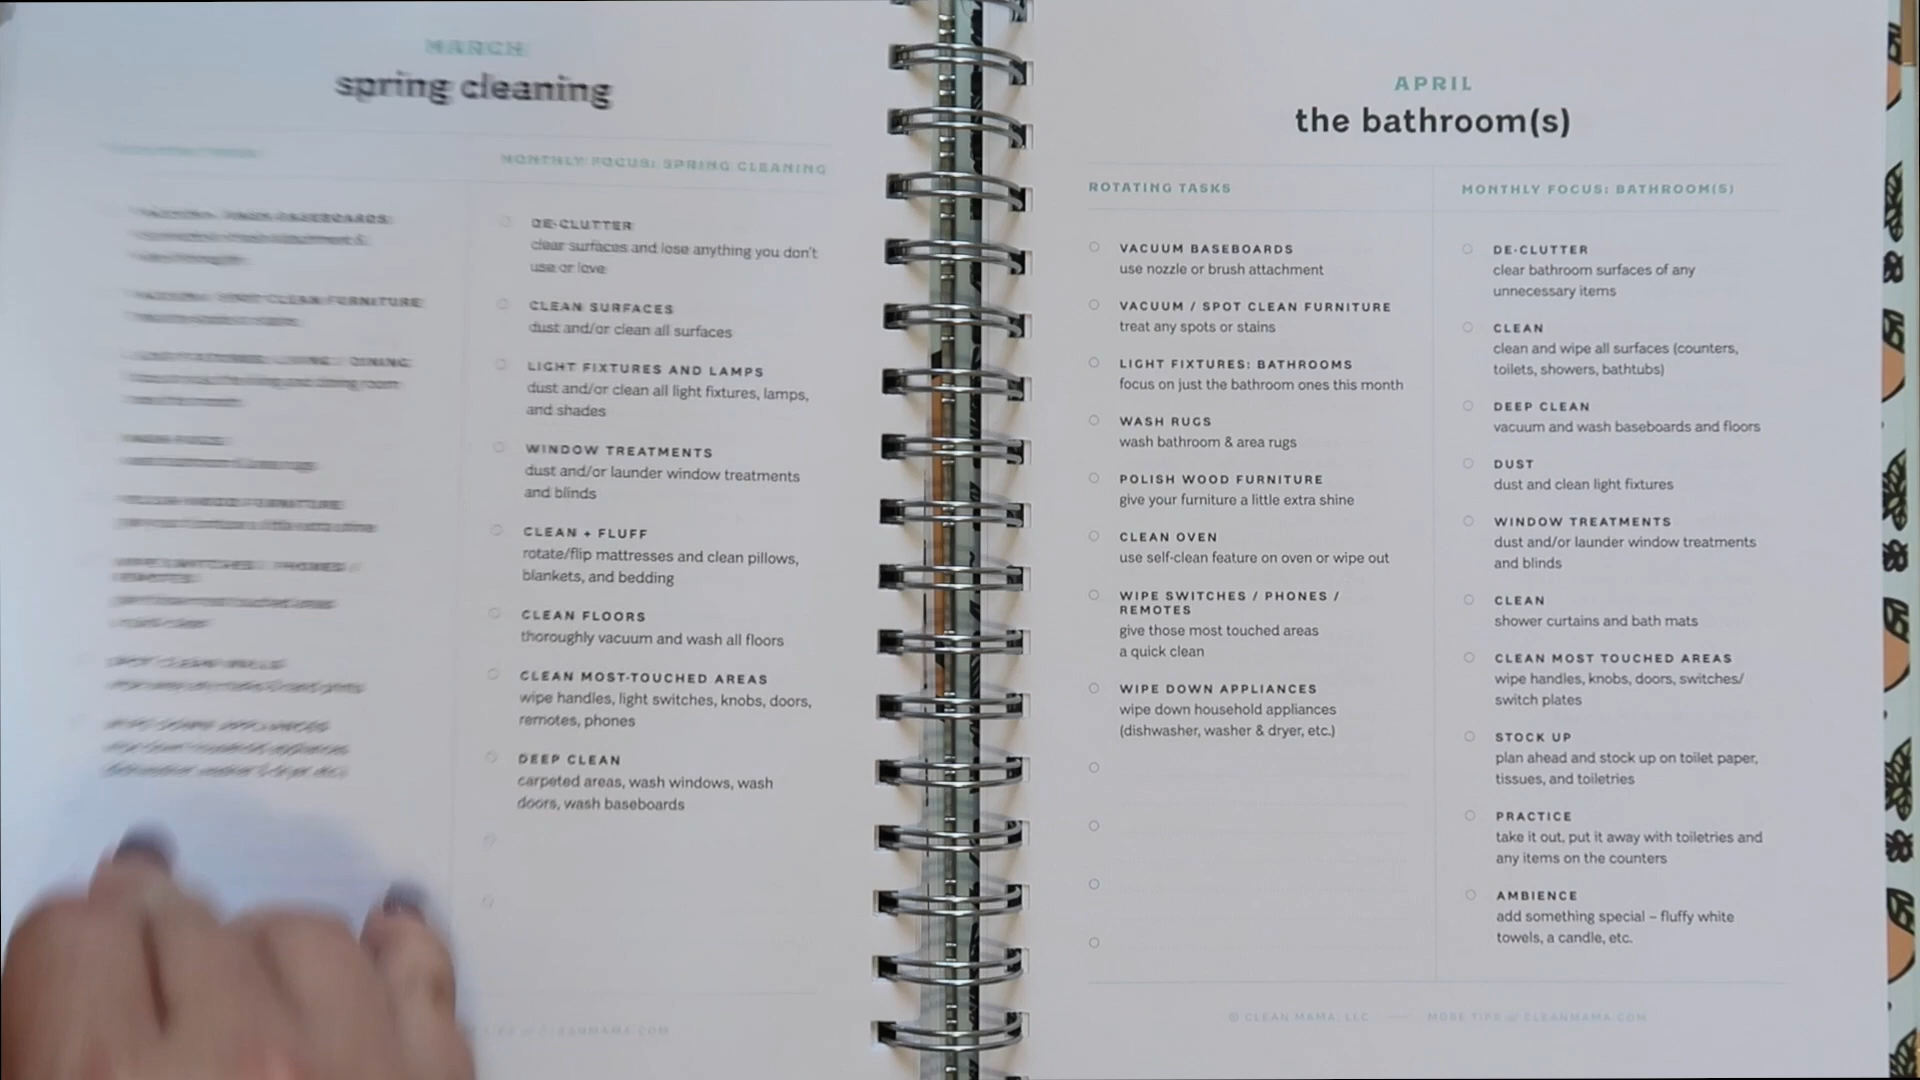 MARCH
spring cleaning
MONTHLY FOCUS: SPRING CLEANING
BASEBOARDS
CLEAN FURNITURE
LIVING / DINING
DE-CLUTTER
clear surfaces and lose anything you don't
use or love
CLEAN SURFACES
dust and/or clean all surfaces
LIGHT FIXTURES AND LAMPS
dust and/or clean all light fixtures, lamps,
and shades
WINDOW TREATMENTS
dust and/or launder window treatments
and blinds
CLEAN + FLUFF
rotate/flip mattresses and clean pillows,
blankets, and bedding
CLEAN FLOORS
thoroughly vacuum and wash all floors
CLEAN MOST-TOUCHED AREAS
wipe handles, light switches, knobs, doors,
remotes, phones
DEEP CLEAN
carpeted areas, wash windows, wash
doors, wash baseboards
CLEANMAMA.COM
APRIL
the bathroom(s)
ROTATING TASKS
VACUUM BASEBOARDS
use nozzle or brush attachment
VACUUM / SPOT CLEAN FURNITURE
treat any spots or stains
LIGHT FIXTURES: BATHROOMS
focus on just the bathroom ones this month
WASH RUGS
wash bathroom & area rugs
POLISH WOOD FURNITURE
give your furniture a little extra shine
CLEAN OVEN
use self-clean feature on oven or wipe out
WIPE SWITCHES / PHONES /
REMOTES
give those most touched areas
a quick clean
WIPE DOWN APPLIANCES
wipe down household appliances
(dishwasher, washer & dryer, etc.)
MONTHLY FOCUS: BATHROOM(S)
DE-CLUTTER
clear bathroom surfaces of any
unnecessary items
CLEAN
clean and wipe all surfaces (counters,
toilets, showers, bathtubs)
DEEP CLEAN
vacuum and wash baseboards and floors
DUST
dust and clean light fixtures
WINDOW TREATMENTS
dust and/or launder window treatments
and blinds
CLEAN
shower curtains and bath mats
CLEAN MOST TOUCHED AREAS
wipe handles, knobs, doors, switches/
switch plates
STOCK UP
plan ahead and stock up on toilet paper,
tissues, and toiletries
PRACTICE
take it out, put it away with toiletries and
any items on the counters
AMBIENCE
add something special – fluffy white
towels, a candle, etc.
© CLEAN MAMA, LLC — MORE TIPS @ CLEANMAMA.COM